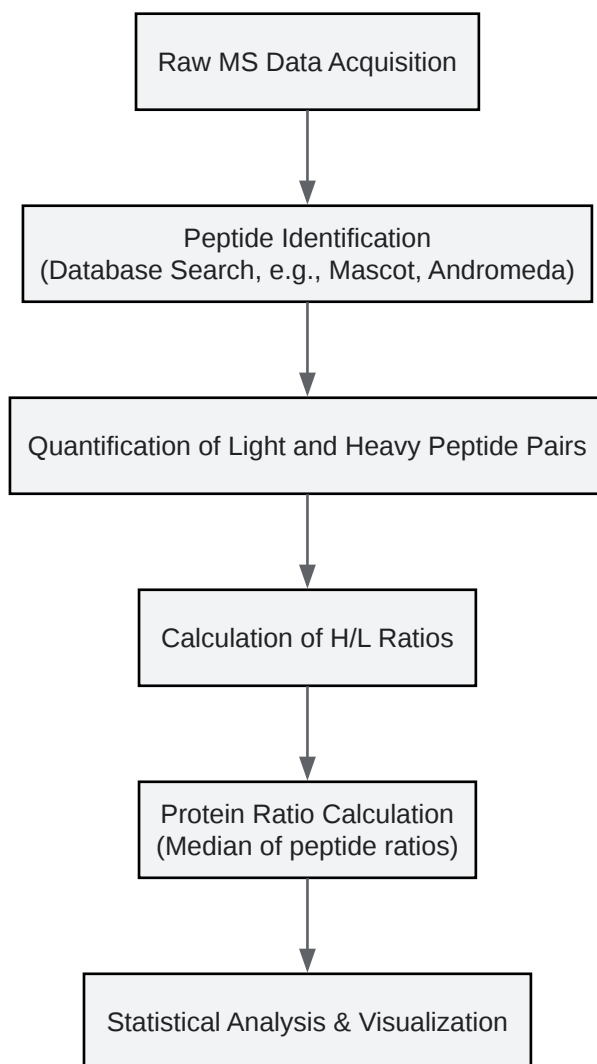 Raw MS Data Acquisition
Peptide Identification
(Database Search, e.g., Mascot, Andromeda)
Quantification of Light and Heavy Peptide Pairs
Calculation of H/L Ratios
Protein Ratio Calculation
(Median of peptide ratios)
Statistical Analysis & Visualization